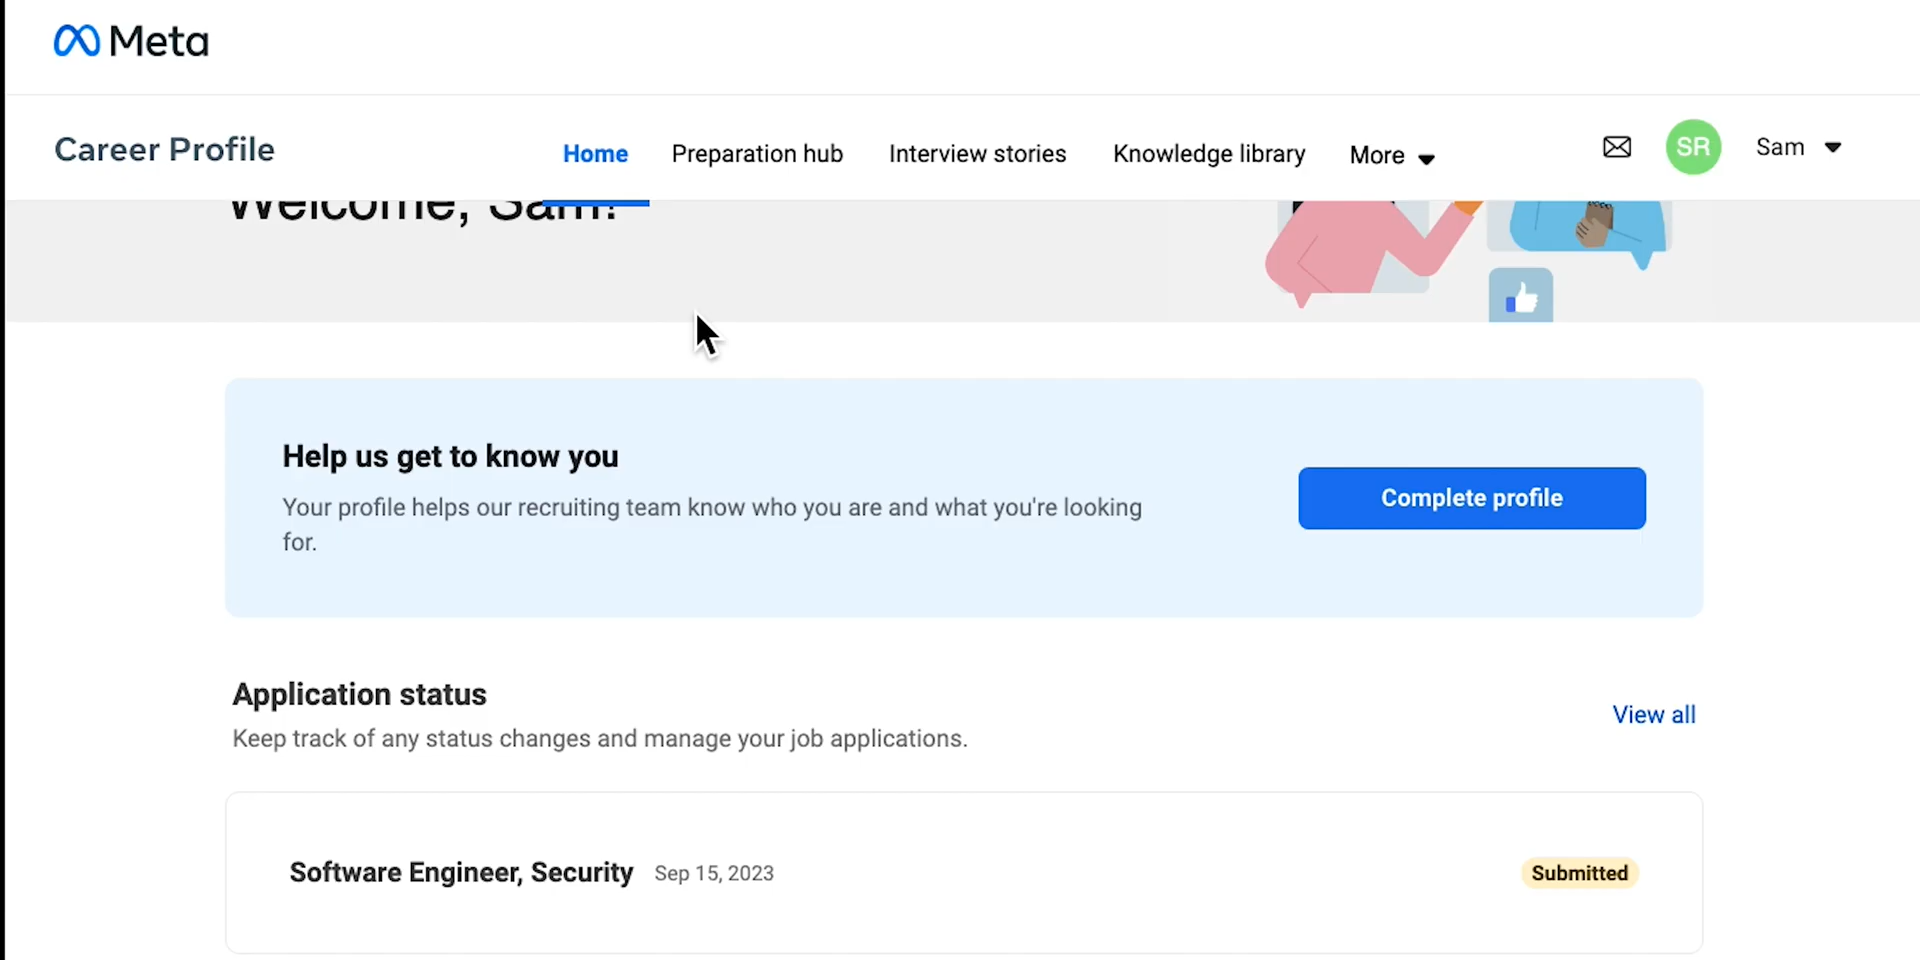 Meta
Career Profile
Home
Preparation hub
Interview stories
Knowledge library
More
SR
Sam
Welcome, Sam!
Help us get to know you
Your profile helps our recruiting team know who you are and what you're looking
for.
Complete profile
Application status
View all
Keep track of any status changes and manage your job applications.
Software Engineer, Security
Sep 15, 2023
Submitted